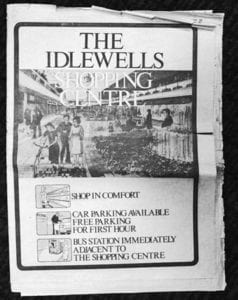 THE
IDLEWELLS
SHOPPING
CENTRE
SHOP IN COMFORT
CAR PARKING AVAILABLE
FREE PARKING
FOR FIRST HOUR
BUS STATION IMMEDIATELY
ADJACENT TO
THE SHOPPING CENTRE